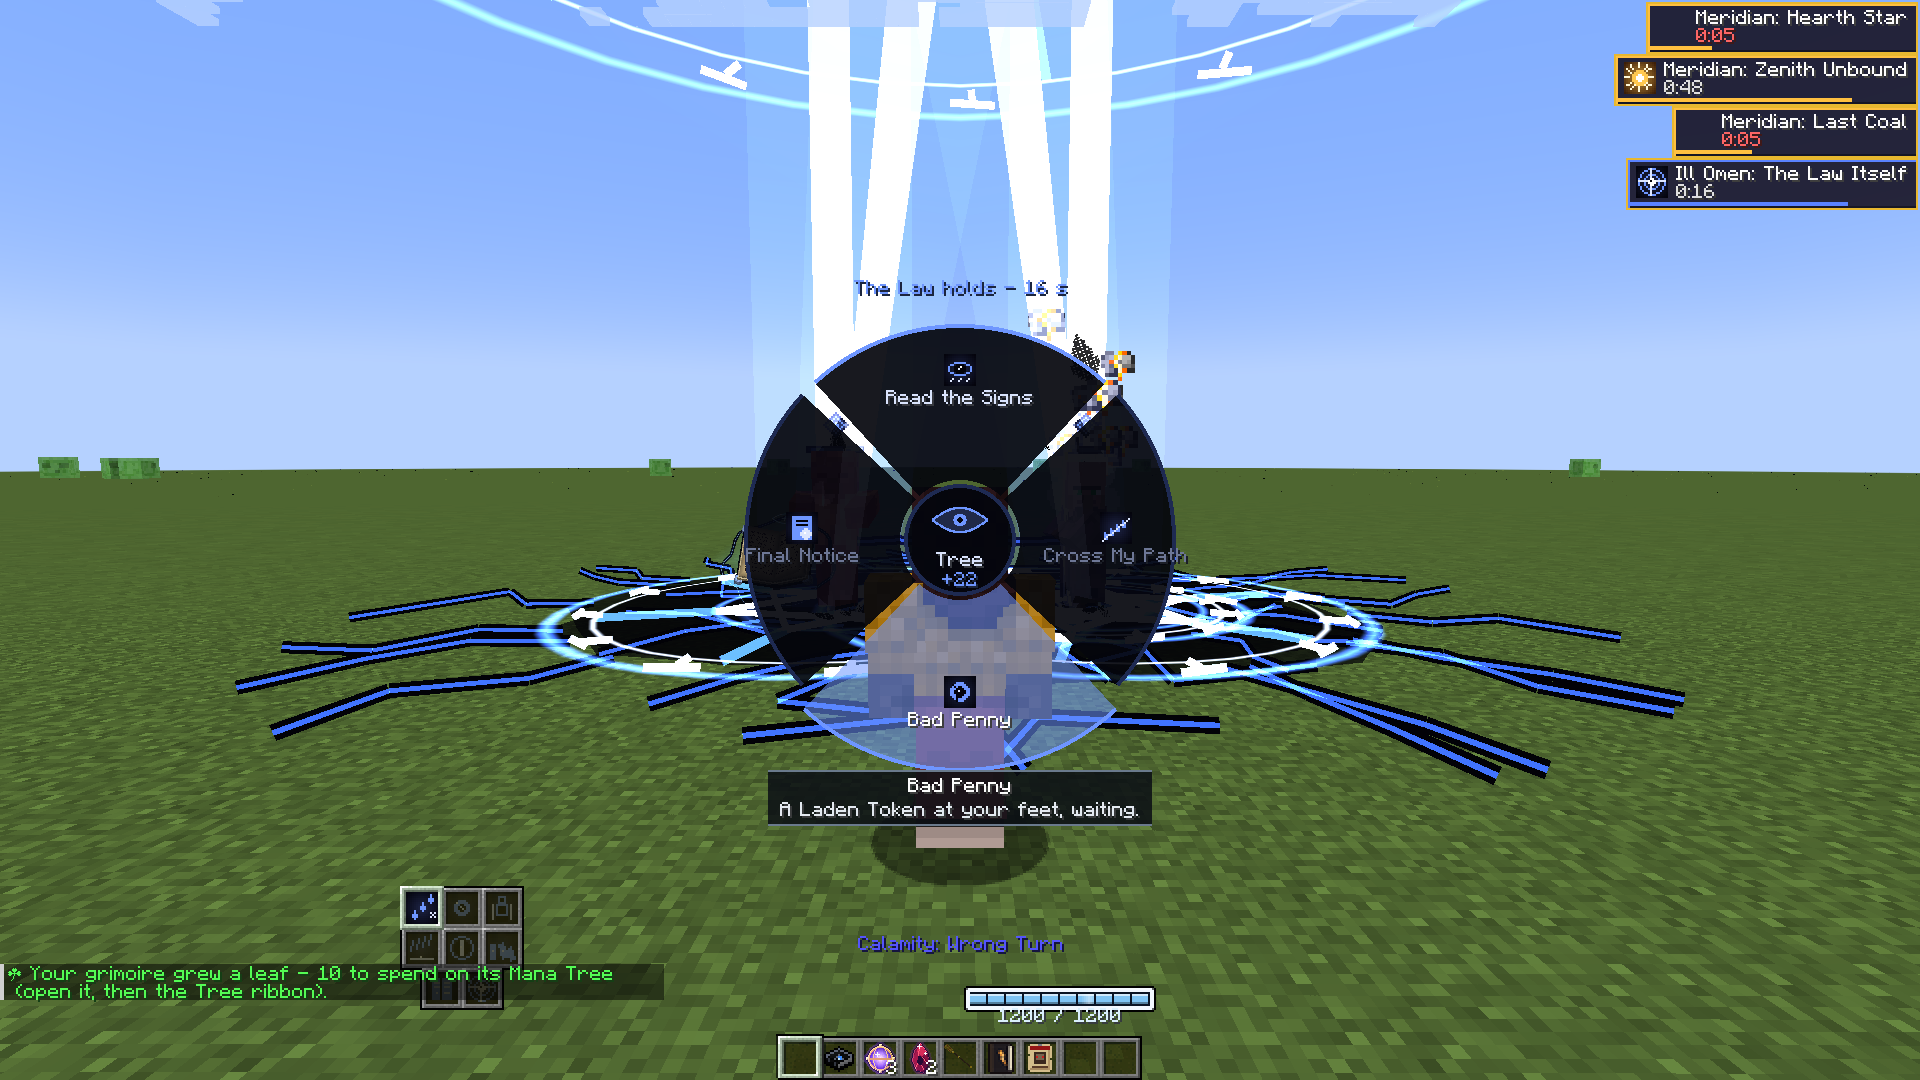 Meridian: Hearth Star
0:05
Meridian: Zenith Unbound
0:48
Meridian: Last Coal
0:05
Ill Omen: The Law Itself
0:16
The Law holds - 16 s
Read the Signs
Final Notice
Tree
+22
Cross My Path
Bad Penny
Bad Penny
A Laden Token at your feet, waiting.
Calamity: Wrong Turn
☘ Your grimoire grew a leaf - 10 to spend on its Mana Tree
(open it, then the Tree ribbon).
1200 / 1200
3
2